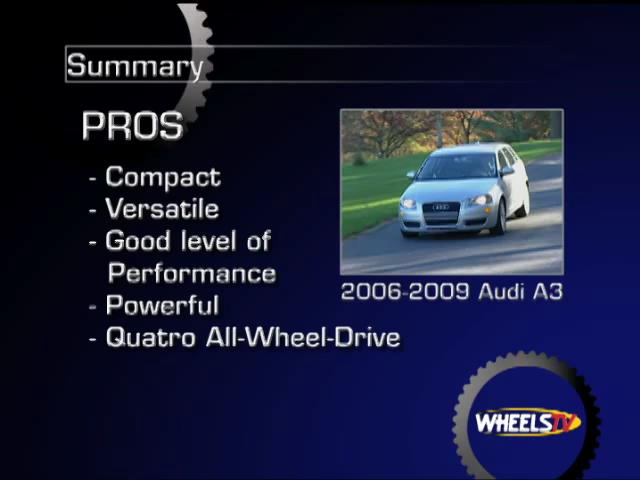 Summary
PROS
- Compact
- Versatile
- Good level of
Performance
- Powerful
- Quatro All-Wheel-Drive
2006-2009 Audi A3
WHEELSTV